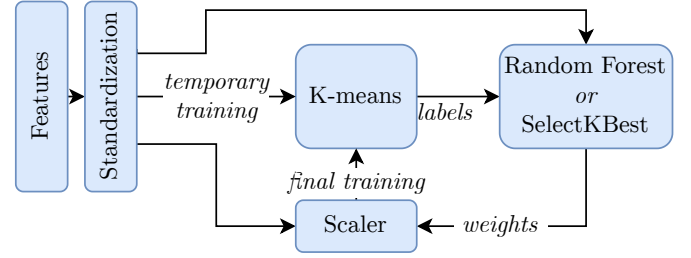 Features
Standardization
temporary
training
K-means
labels
Random Forest
or
SelectKBest
final training
Scaler
weights